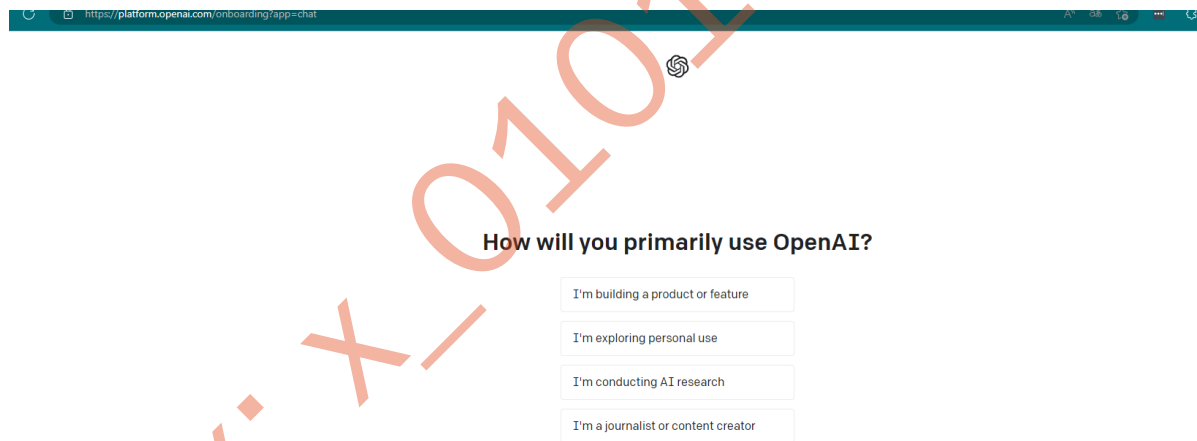 https://platform.openai.com/onboarding?app=chat
How will you primarily use OpenAI?
I'm building a product or feature
I'm exploring personal use
I'm conducting AI research
I'm a journalist or content creator